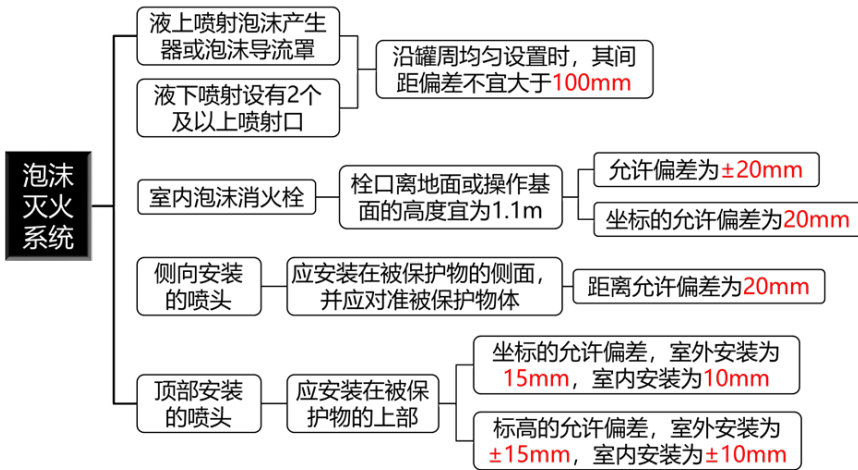 泡沫
灭火
系统
液上喷射泡沫产生
器或泡沫导流罩
液下喷射设有2个
及以上喷射口
沿罐周均匀设置时，其间
距偏差不宜大于100mm
室内泡沫消火栓
栓口离地面或操作基
面的高度宜为1.1m
允许偏差为±20mm
坐标的允许偏差为20mm
侧向安装
的喷头
应安装在被保护物的侧面，
并应对准被保护物体
距离允许偏差为20mm
顶部安装
的喷头
应安装在被保
护物的上部
坐标的允许偏差，室外安装为
15mm，室内安装为10mm
标高的允许偏差，室外安装为
±15mm，室内安装为±10mm